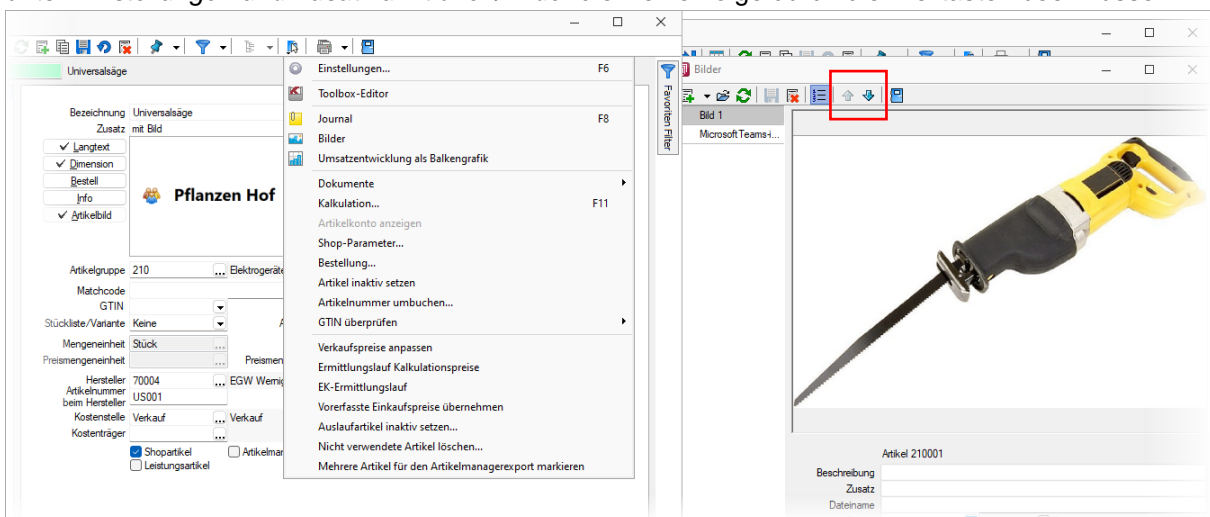 Universalsäge
Bezeichnung Universalsäge
Zusatz mit Bild
Langtext
Dimension
Bestell
Info
Artikelbild
Pflanzen Hof
Artikelgruppe 210 ... Elektrogeräte
Matchcode
GTIN
Stückliste/Variante Keine
Mengeneinheit Stück ...
Preismengeneinheit ... Preismen
Hersteller 70004 ... EGW Wernig
Artikelnummer beim Hersteller US001
Kostenstelle Verkauf ... Verkauf
Kostenträger ...
Shopartikel Artikelmar
Leistungsartikel
Einstellungen... F6
Toolbox-Editor
Journal F8
Bilder
Umsatzentwicklung als Balkengrafik
Dokumente
Kalkulation... F11
Artikelkonto anzeigen
Shop-Parameter...
Bestellung...
Artikel inaktiv setzen
Artikelnummer umbuchen...
GTIN überprüfen
Verkaufspreise anpassen
Ermittlungslauf Kalkulationspreise
EK-Ermittlungslauf
Vorerfasste Einkaufspreise übernehmen
Auslaufartikel inaktiv setzen...
Nicht verwendete Artikel löschen...
Mehrere Artikel für den Artikelmanagerexport markieren
Favoriten Filter
Bilder
Bild 1
Microsoft Teams-i...
Artikel 210001
Beschreibung
Zusatz
Dateiname